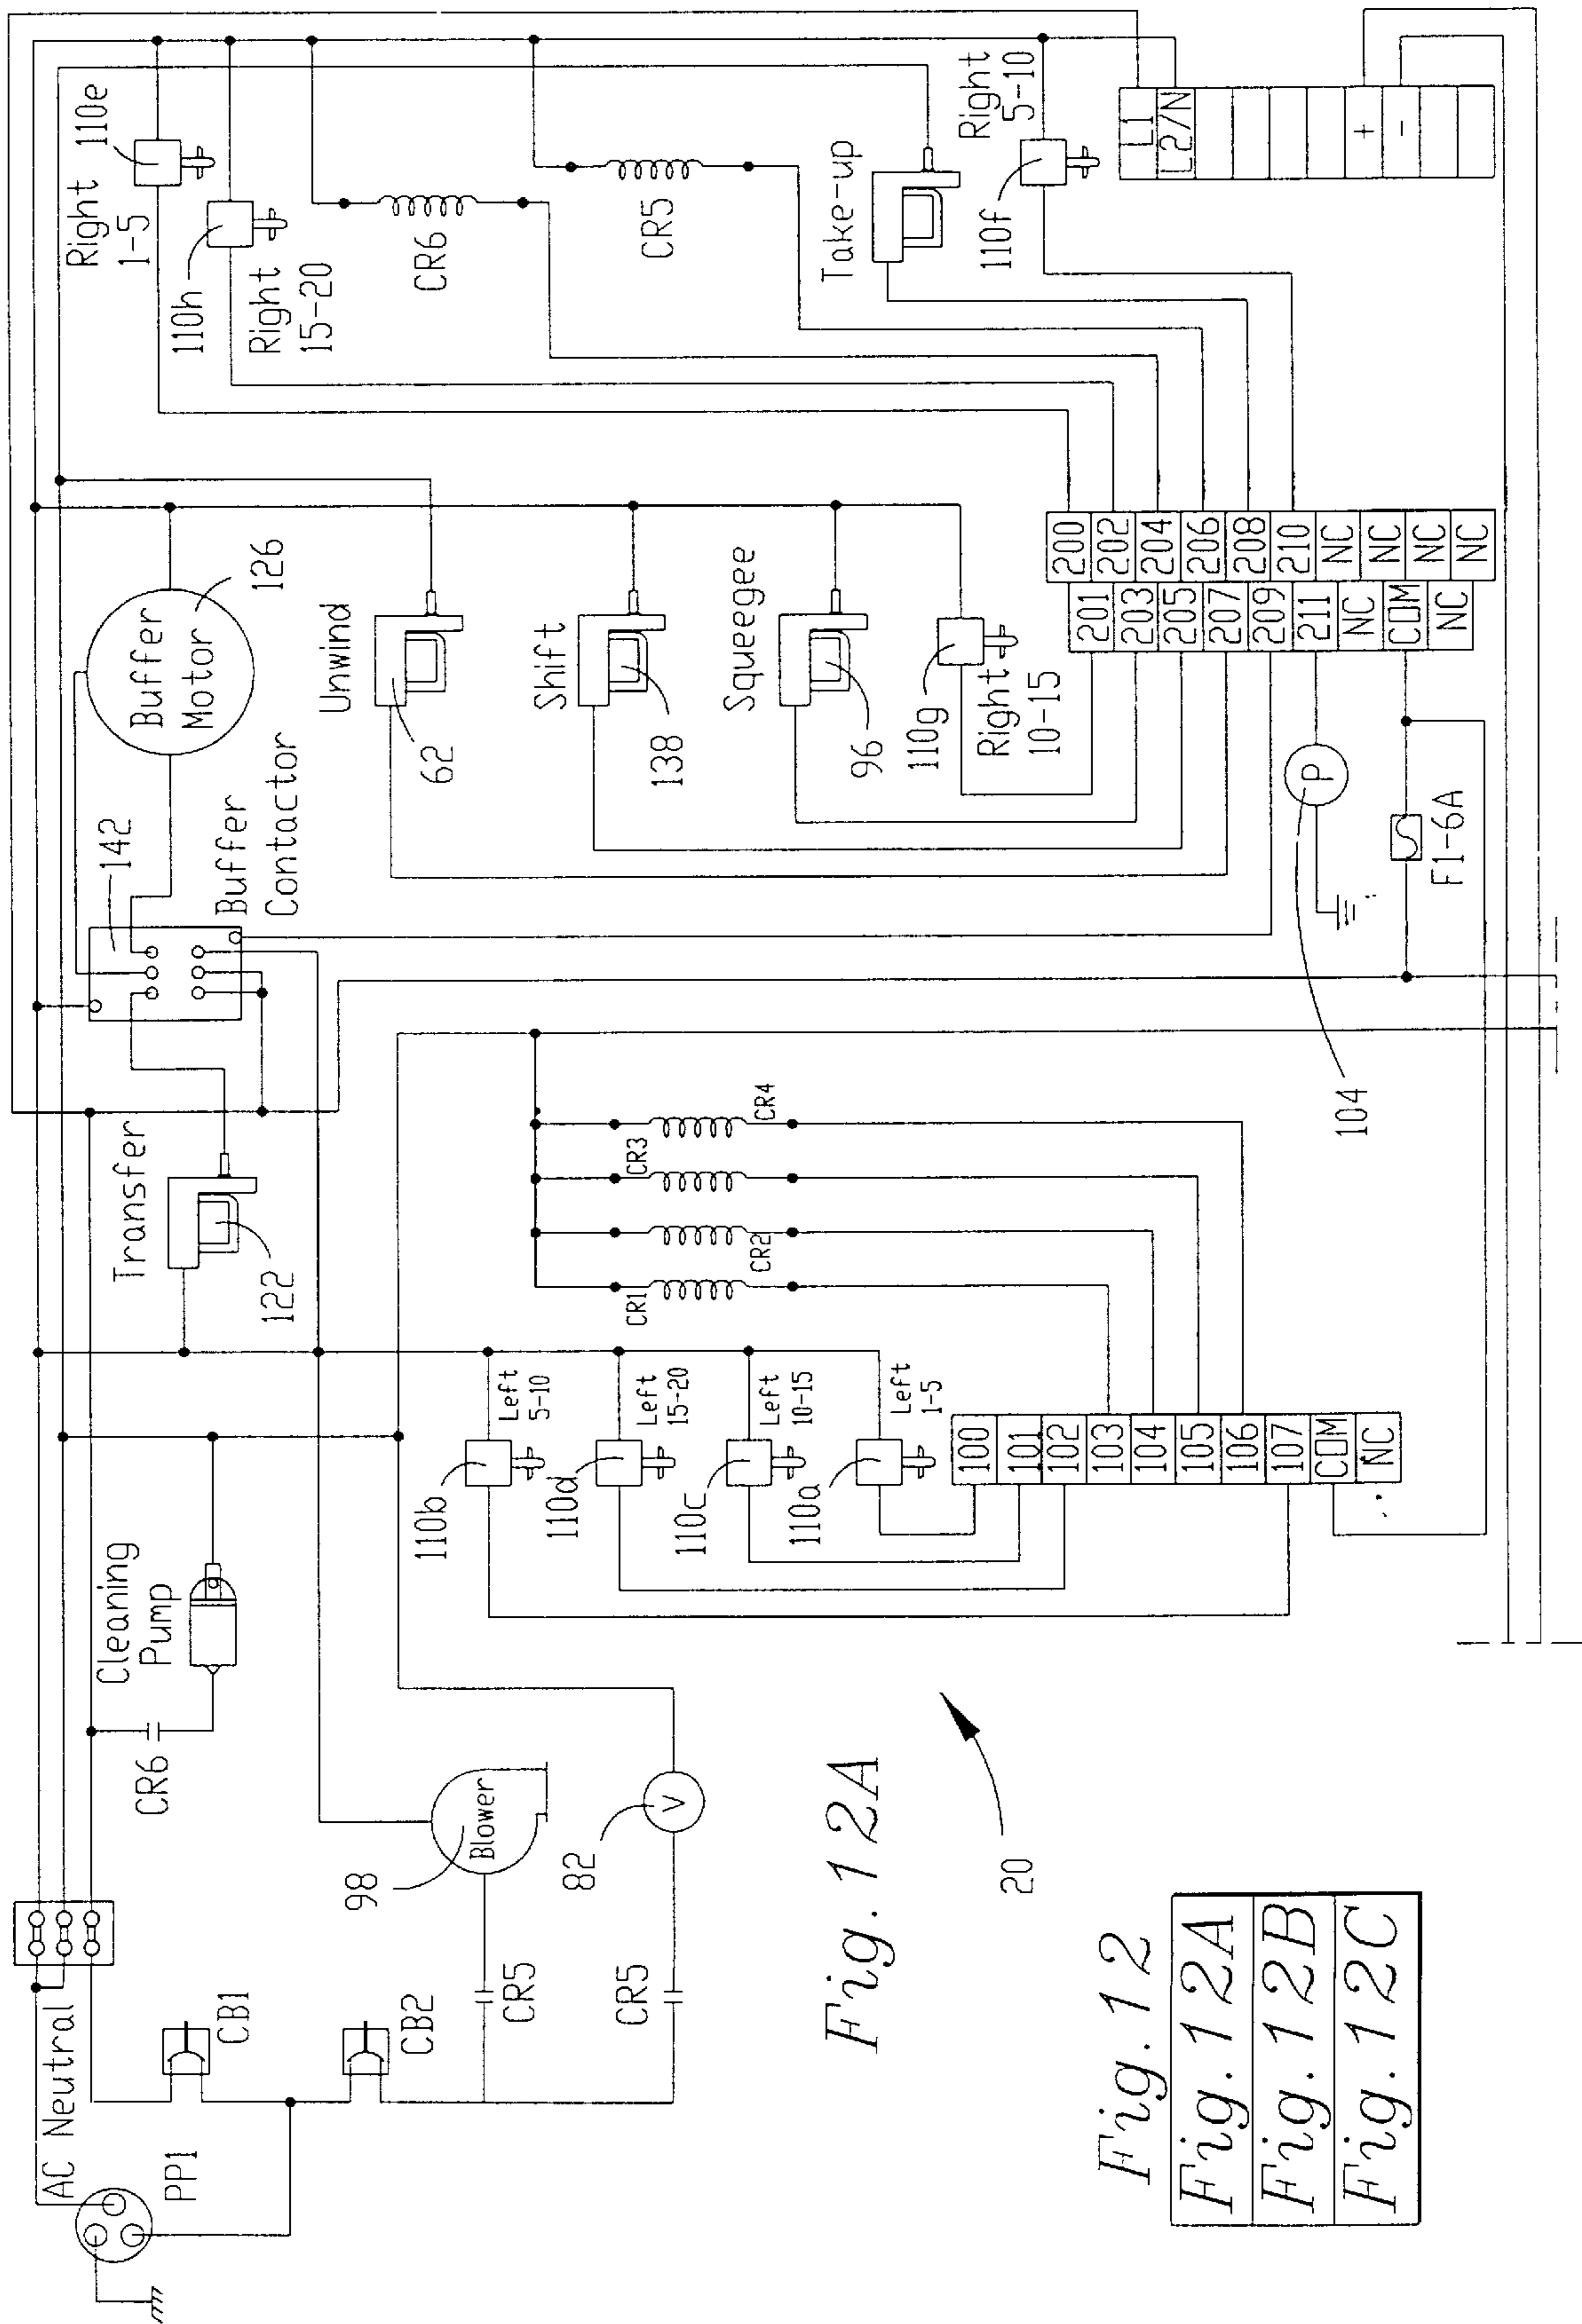 AC Neutral
PP1
CB1
CB2
CR6
Cleaning
Pump
98
Blower
CR5
82
V
CR5
Transfer
122
142
Buffer
Contactor
Buffer
Motor
126
Unwind
62
Shift
138
Squeegee
96
110g
Right
10-15
Right
1-5
110e
110h
Right
15-20
CR6
CR5
Take-up
Right
5-10
110f
L1
L2/N
+
-
110b
Left
5-10
110d
Left
15-20
110c
Left
10-15
110a
Left
1-5
CR1
CR2
CR3
CR4
100
101
102
103
104
105
106
107
COM
NC
200
202
204
206
208
210
NC
NC
NC
NC
201
203
205
207
209
211
NC
COM
NC
P
104
F1-6A
Fig. 12A
20
Fig. 12
Fig. 12A
Fig. 12B
Fig. 12C